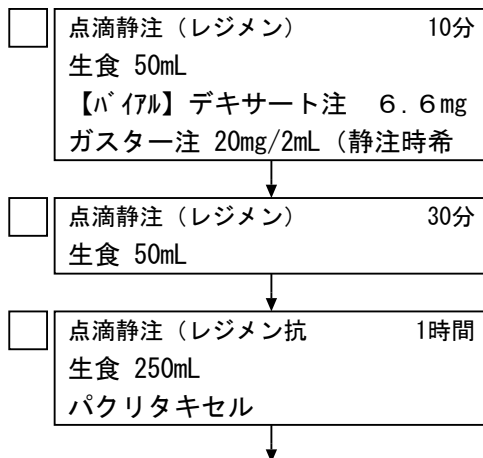 点滴静注（レジメン） 10分
生食 50mL
【ﾊﾞｲｱﾙ】デキサート注　６.６mg
ガスター注 20mg/2mL（静注時希
点滴静注（レジメン） 30分
生食 50mL
点滴静注（レジメン抗 1時間
生食 250mL
パクリタキセル